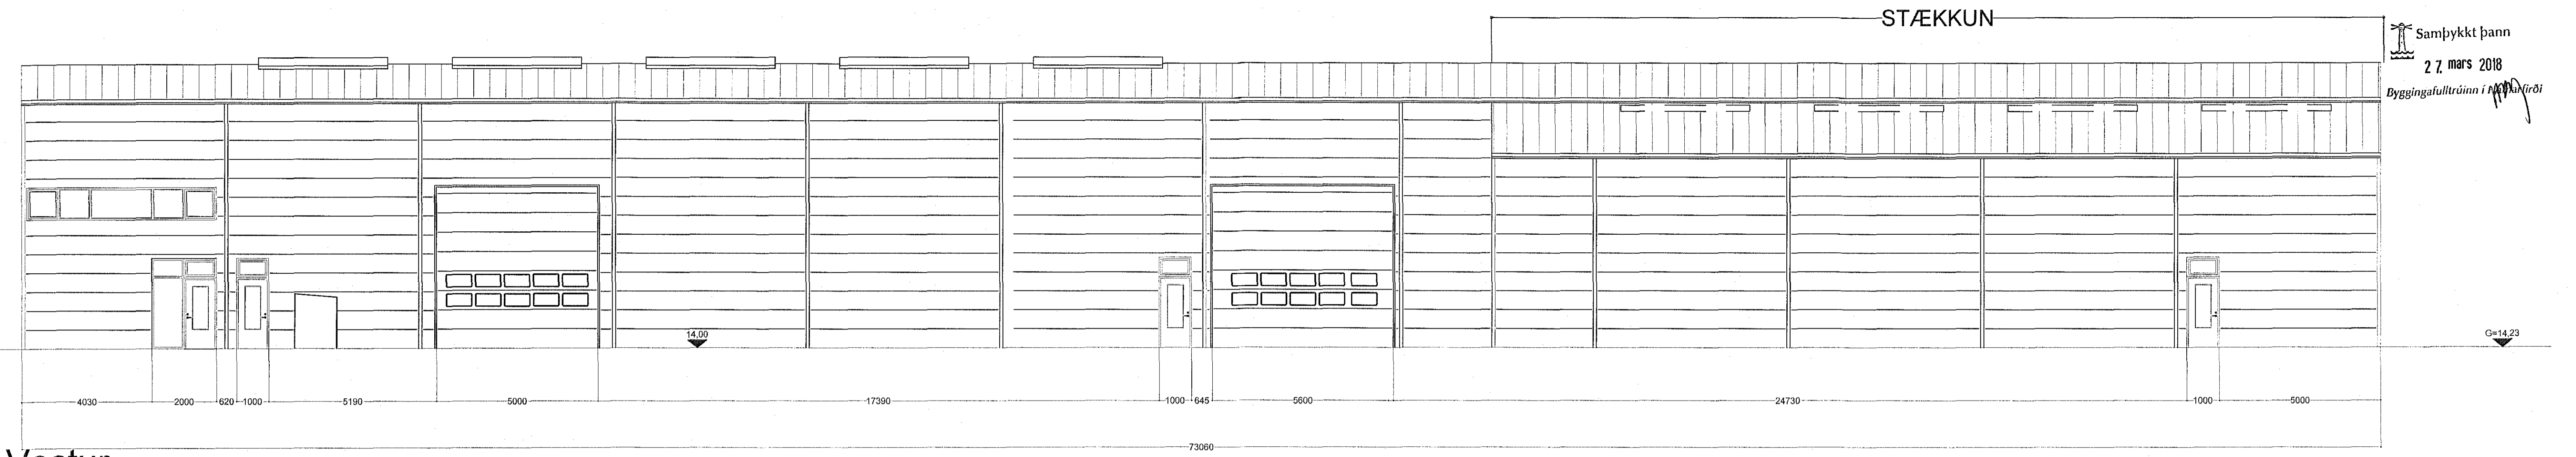 STÆKKUN
Samþykkt þann
27. mars 2018
Byggingafulltrúinn í
14.00
G=14.23
4030 2000 620 1000 5190 5000 17390 1000 645 5600 24730 1000 5000
73060